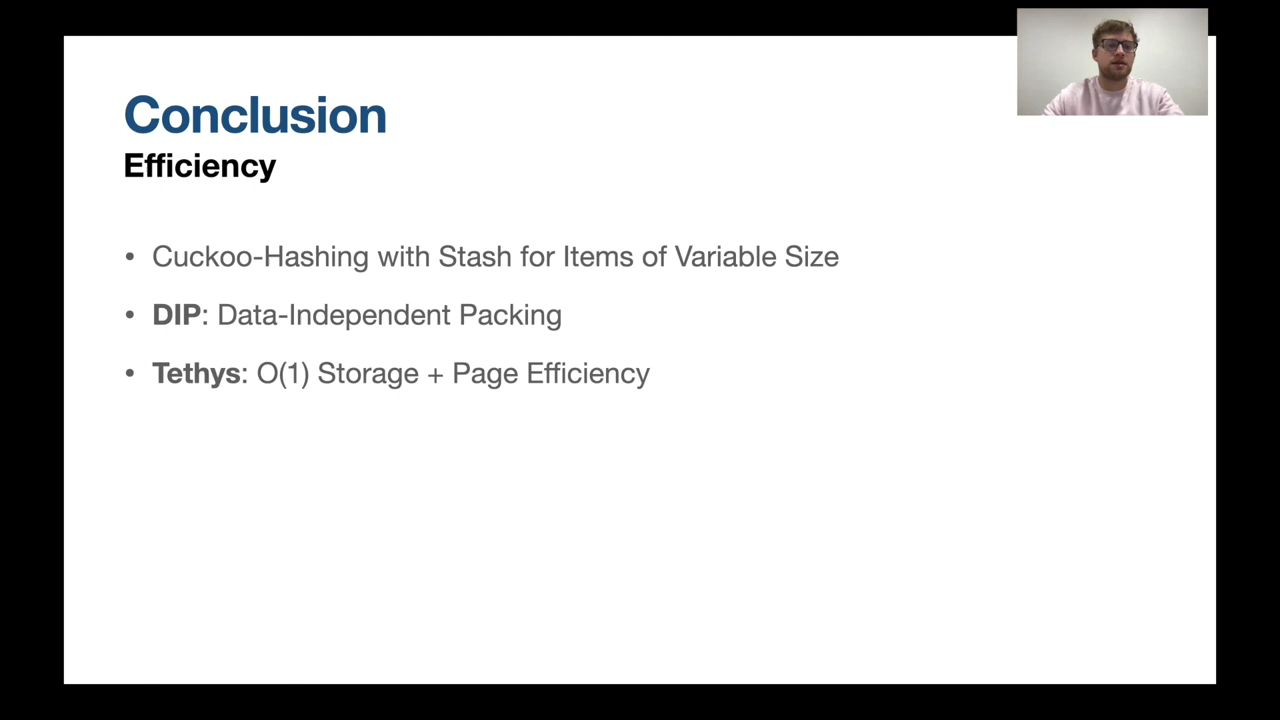 Conclusion
Efficiency
• Cuckoo-Hashing with Stash for Items of Variable Size
• DIP: Data-Independent Packing
• Tethys: O(1) Storage + Page Efficiency